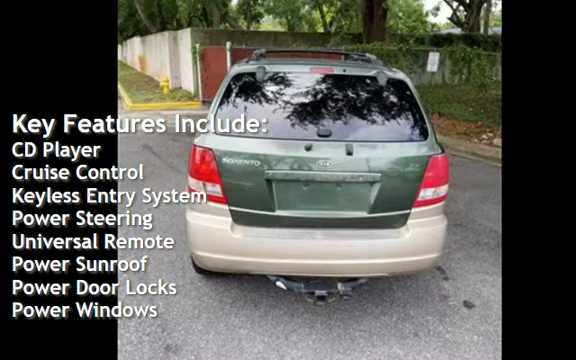 Key Features Include:
CD Player
Cruise Control
Keyless Entry System
Power Steering
Universal Remote
Power Sunroof
Power Door Locks
Power Windows
SORENTO
KIA